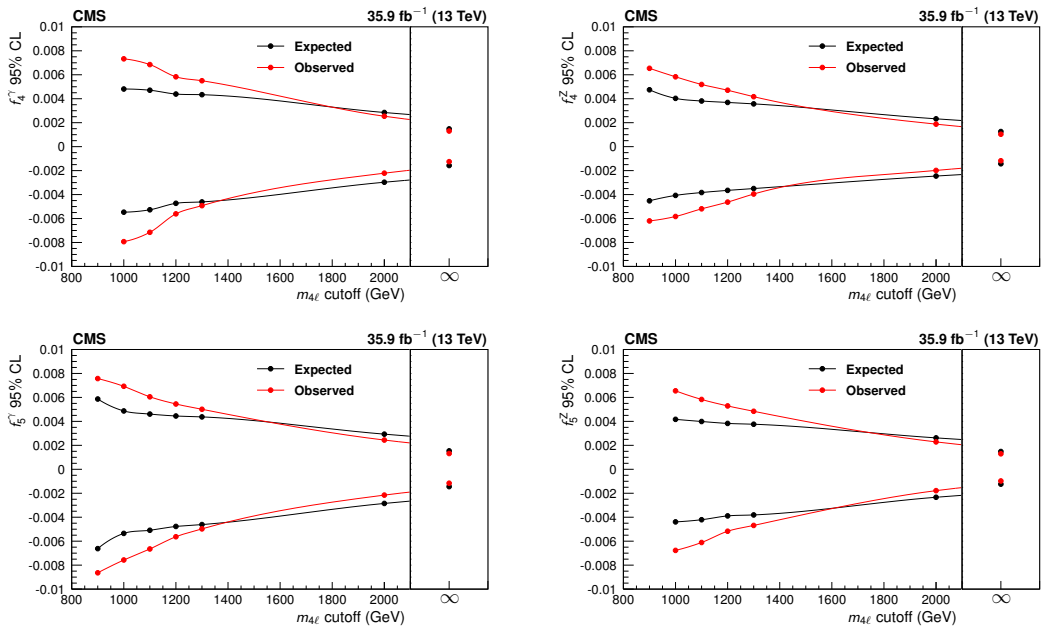 CMS 35.9 fb⁻¹ (13 TeV)
f₄^γ 95% CL
0.01
0.008
0.006
0.004
0.002
0
-0.002
-0.004
-0.006
-0.008
-0.01
Expected
Observed
800 1000 1200 1400 1600 1800 2000 ∞
m₄ℓ cutoff (GeV)
CMS 35.9 fb⁻¹ (13 TeV)
f₄^Z 95% CL
0.01
0.008
0.006
0.004
0.002
0
-0.002
-0.004
-0.006
-0.008
-0.01
Expected
Observed
800 1000 1200 1400 1600 1800 2000 ∞
m₄ℓ cutoff (GeV)
CMS 35.9 fb⁻¹ (13 TeV)
f₅^γ 95% CL
0.01
0.008
0.006
0.004
0.002
0
-0.002
-0.004
-0.006
-0.008
-0.01
Expected
Observed
800 1000 1200 1400 1600 1800 2000 ∞
m₄ℓ cutoff (GeV)
CMS 35.9 fb⁻¹ (13 TeV)
f₅^Z 95% CL
0.01
0.008
0.006
0.004
0.002
0
-0.002
-0.004
-0.006
-0.008
-0.01
Expected
Observed
800 1000 1200 1400 1600 1800 2000 ∞
m₄ℓ cutoff (GeV)